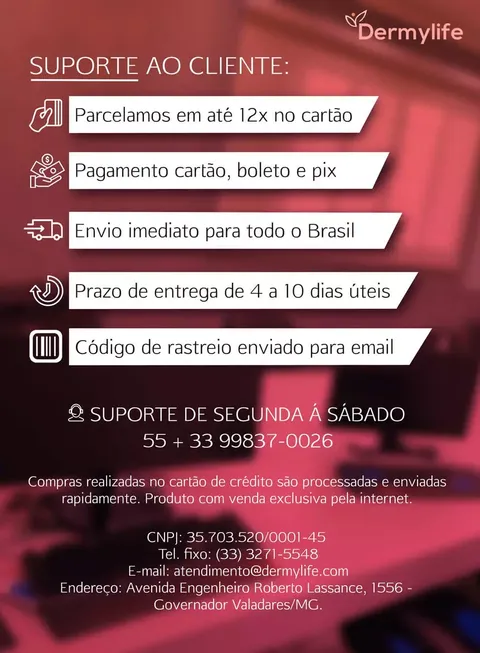 Dermylife
SUPORTE AO CLIENTE:
Parcelamos em até 12x no cartão
Pagamento cartão, boleto e pix
Envio imediato para todo o Brasil
Prazo de entrega de 4 a 10 dias úteis
Código de rastreio enviado para email
SUPORTE DE SEGUNDA Á SÁBADO
55 + 33 99837-0026
Compras realizadas no cartão de crédito são processadas e enviadas
rapidamente. Produto com venda exclusiva pela internet.
CNPJ: 35.703.520/0001-45
Tel. fixo: (33) 3271-5548
E-mail: atendimento@dermylife.com
Endereço: Avenida Engenheiro Roberto Lassance, 1556 -
Governador Valadares/MG.